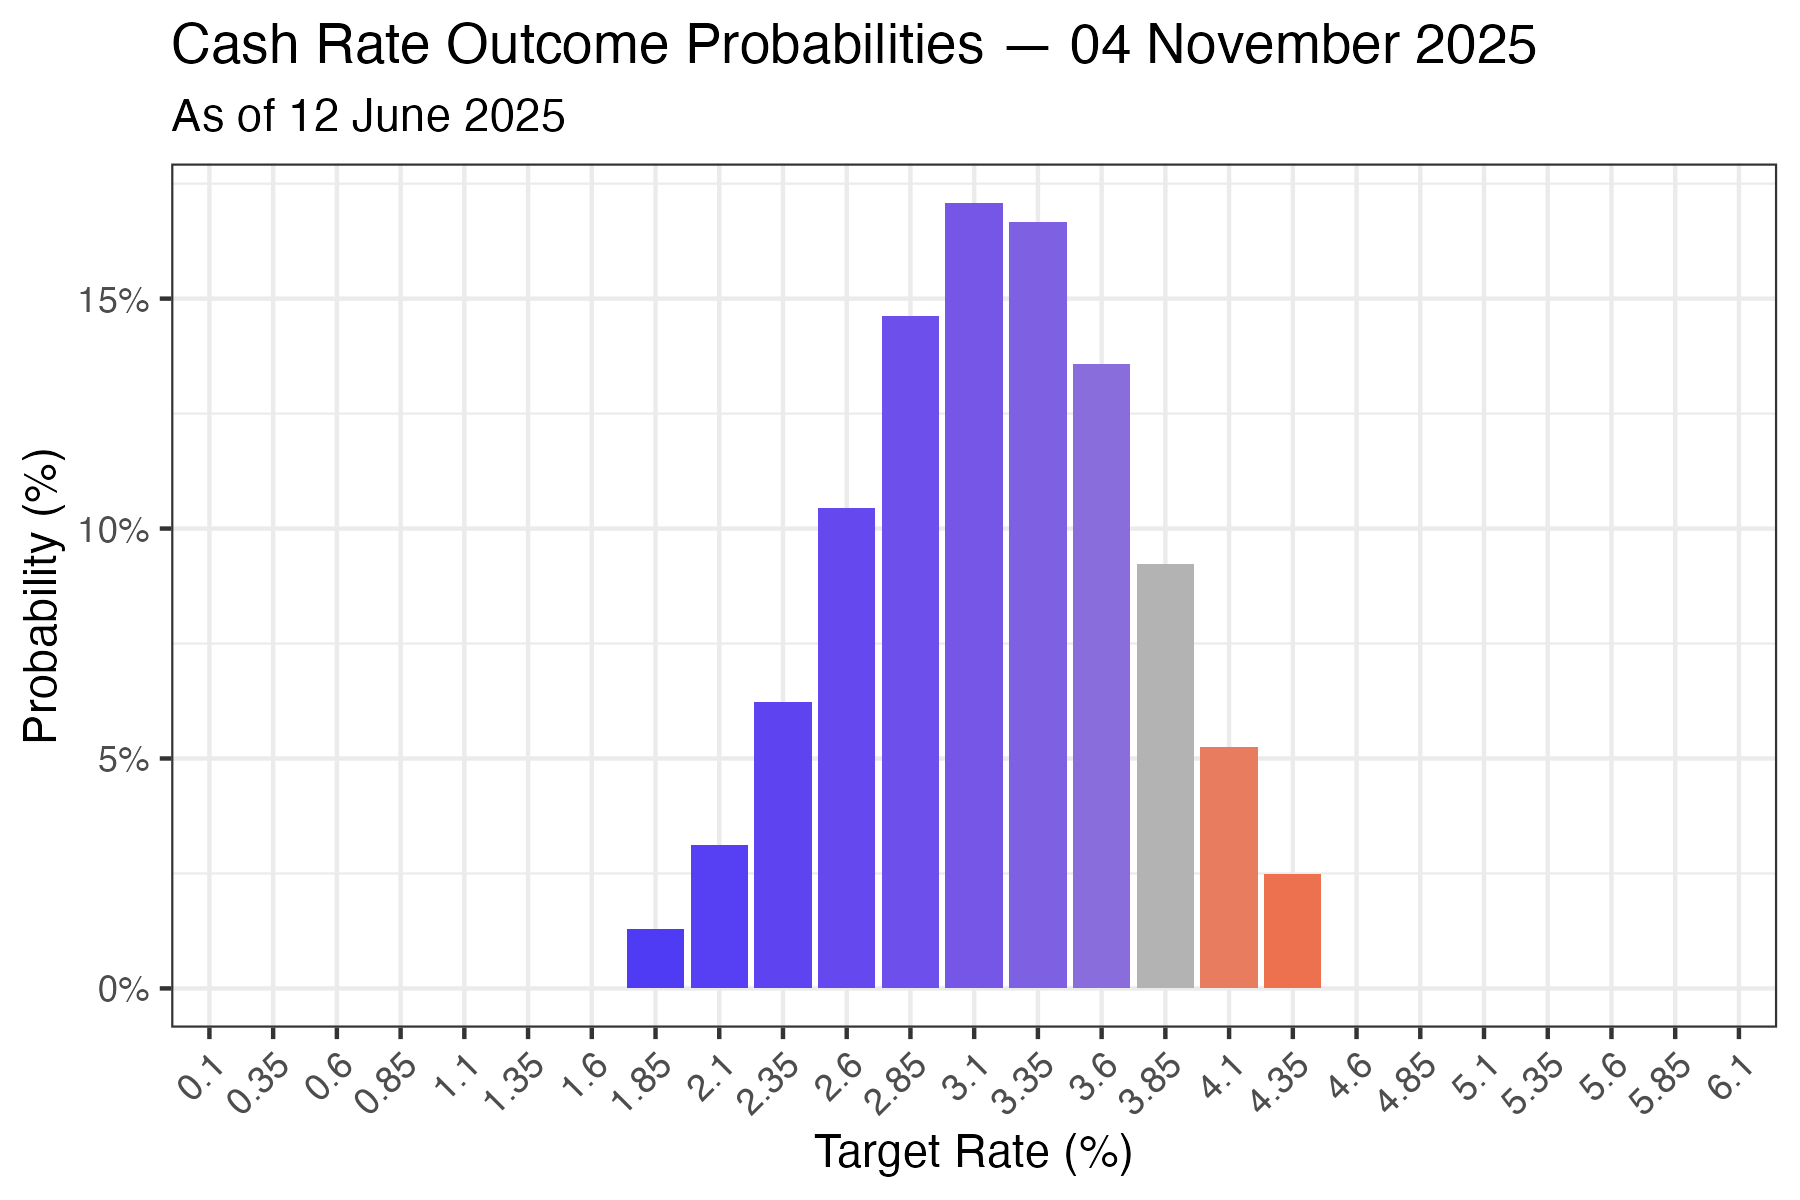 Cash Rate Outcome Probabilities — 04 November 2025
As of 12 June 2025
Probability (%)
15%
10%
5%
0%
0.1 0.35 0.6 0.85 1.1 1.35 1.6 1.85 2.1 2.35 2.6 2.85 3.1 3.35 3.6 3.85 4.1 4.35 4.6 4.85 5.1 5.35 5.6 5.85 6.1
Target Rate (%)